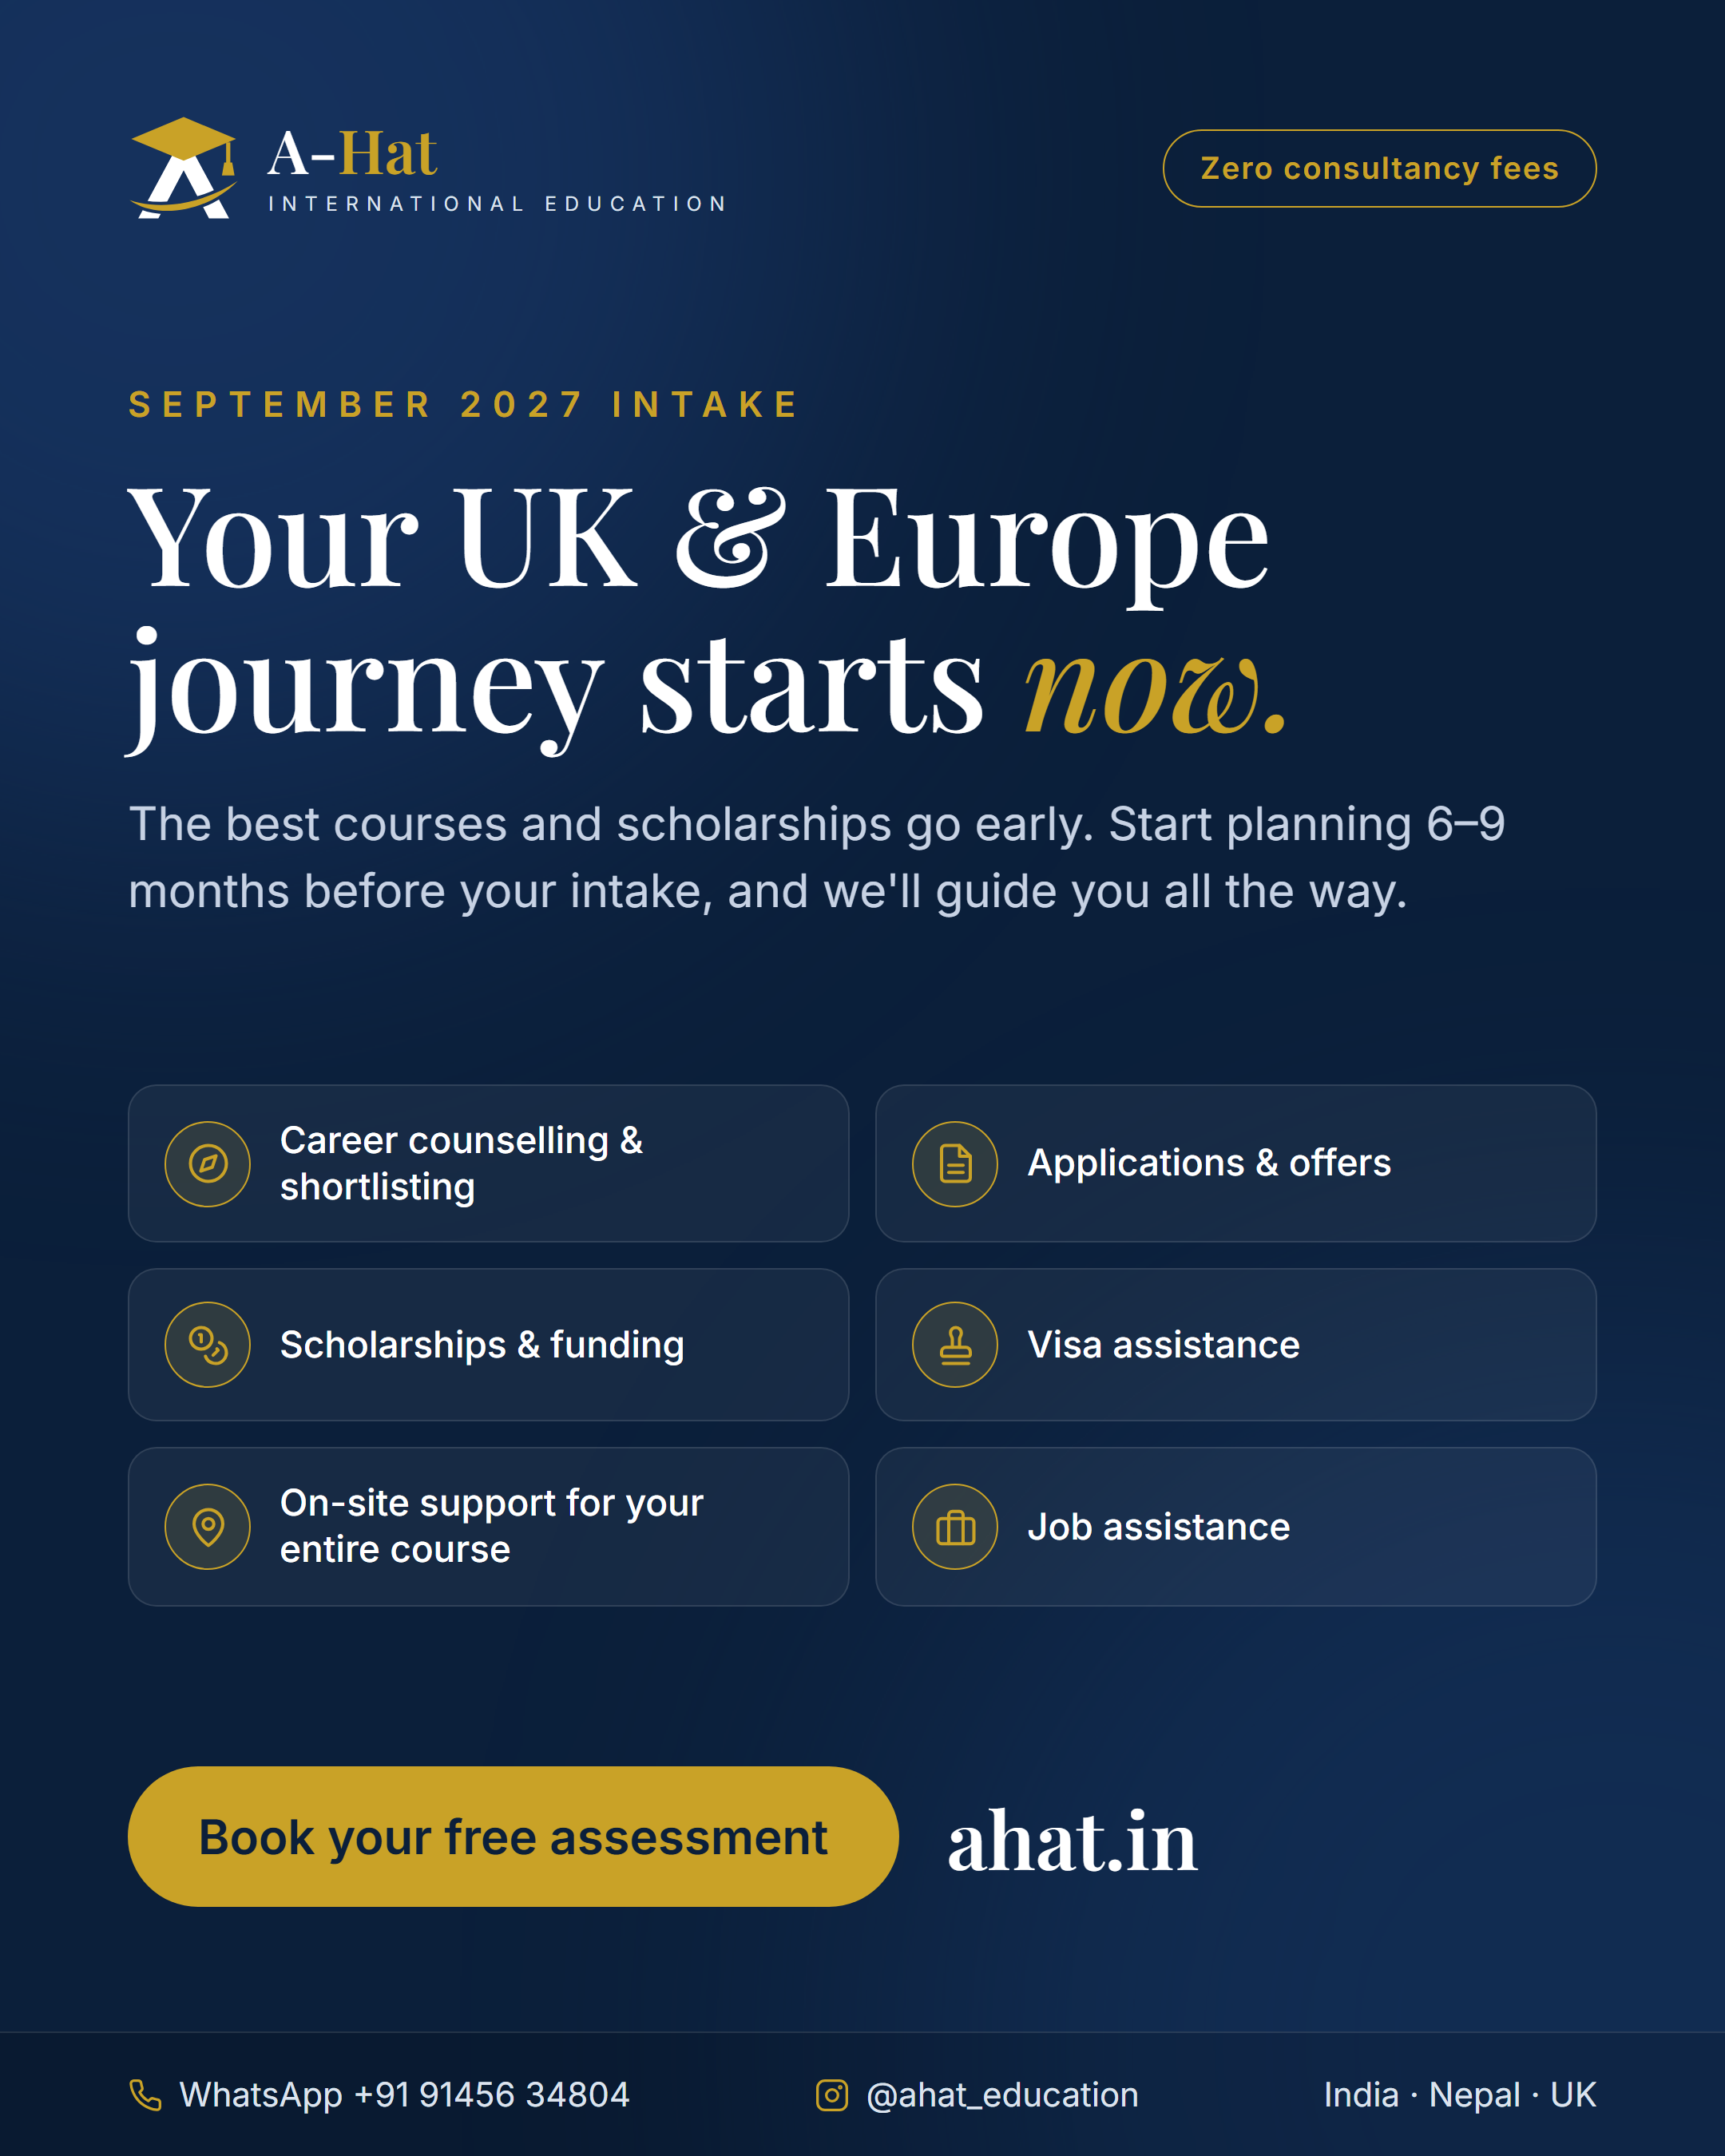 A-Hat
INTERNATIONAL EDUCATION
Zero consultancy fees
SEPTEMBER 2027 INTAKE
Your UK & Europe
journey starts now.
The best courses and scholarships go early. Start planning 6–9
months before your intake, and we'll guide you all the way.
Career counselling &
shortlisting
Applications & offers
Scholarships & funding
Visa assistance
On-site support for your
entire course
Job assistance
Book your free assessment
ahat.in
WhatsApp +91 91456 34804
@ahat_education
India · Nepal · UK